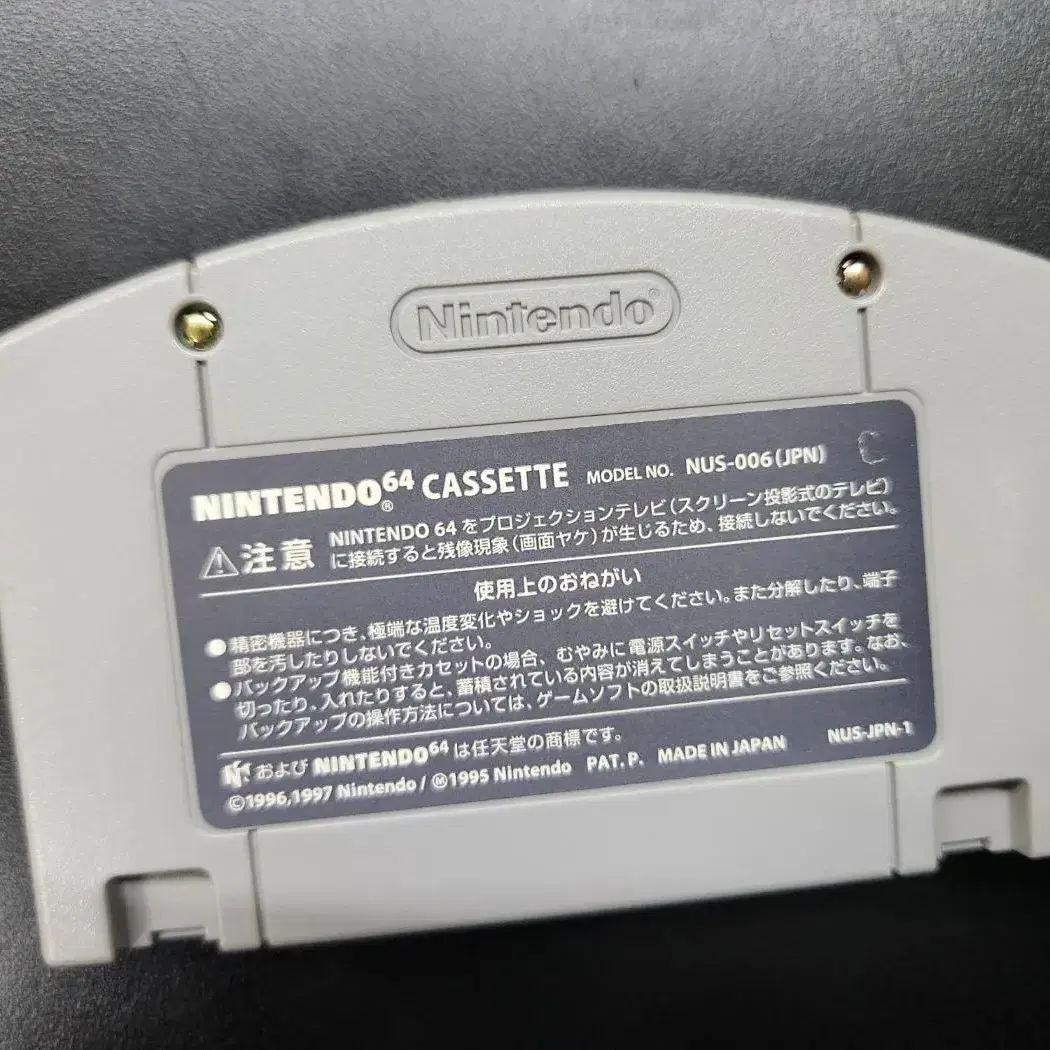 Nintendo®
NINTENDO64® CASSETTE MODEL NO. NUS-006(JPN) C
注意 NINTENDO 64 をプロジェクションテレビ(スクリーン投影式のテレビ)
に接続すると残像現象(画面ヤケ)が生じるため、接続しないでください。
使用上のおねがい
●精密機器につき、極端な温度変化やショックを避けてください。また分解したり、端子
部を汚したりしないでください。
●バックアップ機能付きカセットの場合、むやみに電源スイッチやリセットスイッチを
切ったり、入れたりすると、蓄積されている内容が消えてしまうことがあります。なお、
バックアップの操作方法については、ゲームソフトの取扱説明書をご参照ください。
および NINTENDO64 は任天堂の商標です。
©1996,1997 Nintendo/Ⓜ1995 Nintendo PAT. P. MADE IN JAPAN NUS-JPN-1